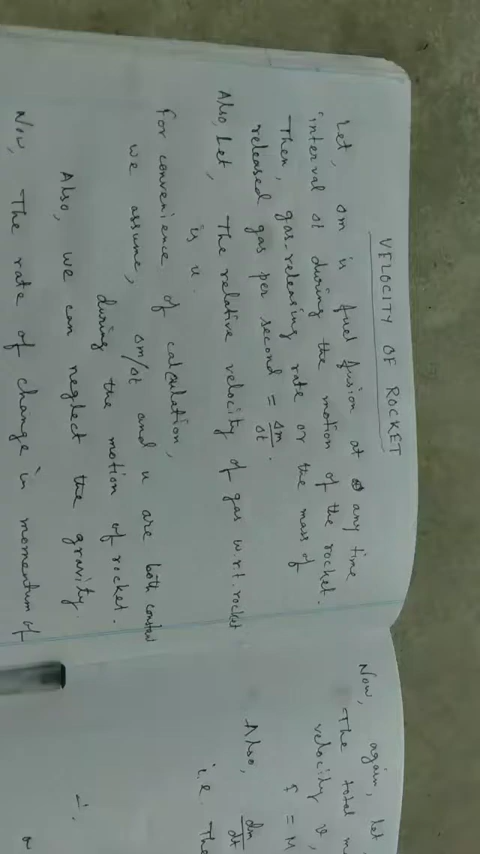 VELOCITY OF ROCKET
Let, Δm is fuel fusion at any time
interval Δt during the motion of the rocket.
Then, gas-releasing rate or the mass of
released gas per second = Δm/Δt.
Also, Let, The relative velocity of gas w.r.t. rocket
is u.
For convenience of calculation,
we assume, Δm/Δt and u are both constan
during the motion of rocket.
Also, we can neglect the gravity.
Now, The rate of change in momentum of
Now, again, let
The total m
velocity v,
F = M
Also, dm/dt
i.e. The
∴